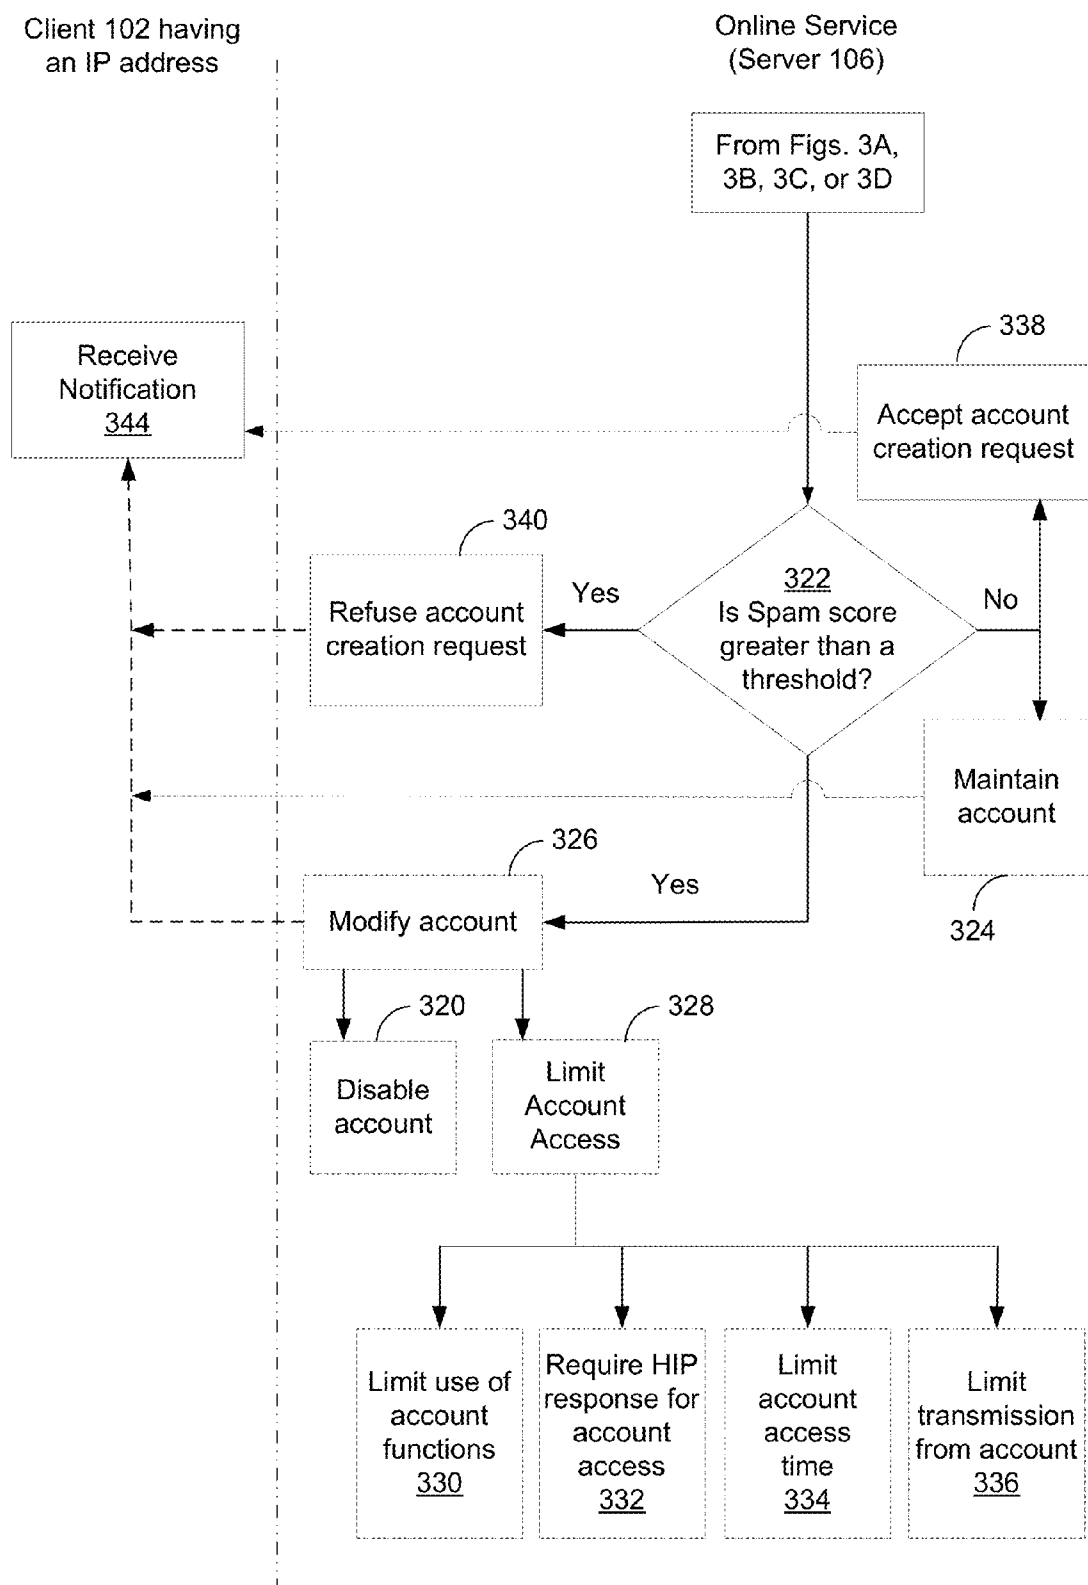 Client 102 having
an IP address
Online Service
(Server 106)
From Figs. 3A,
3B, 3C, or 3D
Receive
Notification
344
338
Accept account
creation request
340
Refuse account
creation request
Yes
322
Is Spam score
greater than a
threshold?
No
Maintain
account
324
326
Modify account
Yes
320
Disable
account
328
Limit
Account
Access
Limit use of
account
functions
330
Require HIP
response for
account
access
332
Limit
account
access
time
334
Limit
transmission
from account
336